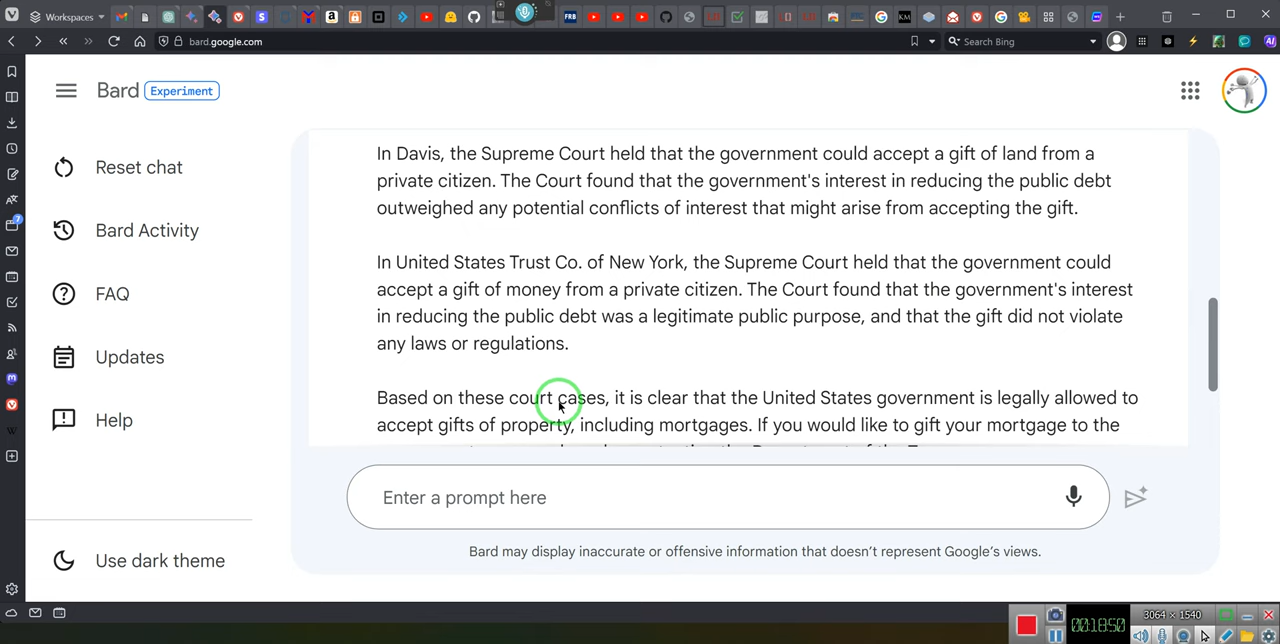 Workspaces
bard.google.com
Search Bing
Bard Experiment
Reset chat
Bard Activity
FAQ
Updates
Help
Use dark theme
In Davis, the Supreme Court held that the government could accept a gift of land from a
private citizen. The Court found that the government's interest in reducing the public debt
outweighed any potential conflicts of interest that might arise from accepting the gift.
In United States Trust Co. of New York, the Supreme Court held that the government could
accept a gift of money from a private citizen. The Court found that the government's interest
in reducing the public debt was a legitimate public purpose, and that the gift did not violate
any laws or regulations.
Based on these court cases, it is clear that the United States government is legally allowed to
accept gifts of property, including mortgages. If you would like to gift your mortgage to the
Enter a prompt here
Bard may display inaccurate or offensive information that doesn't represent Google's views.
3064 × 1540
00:18:50